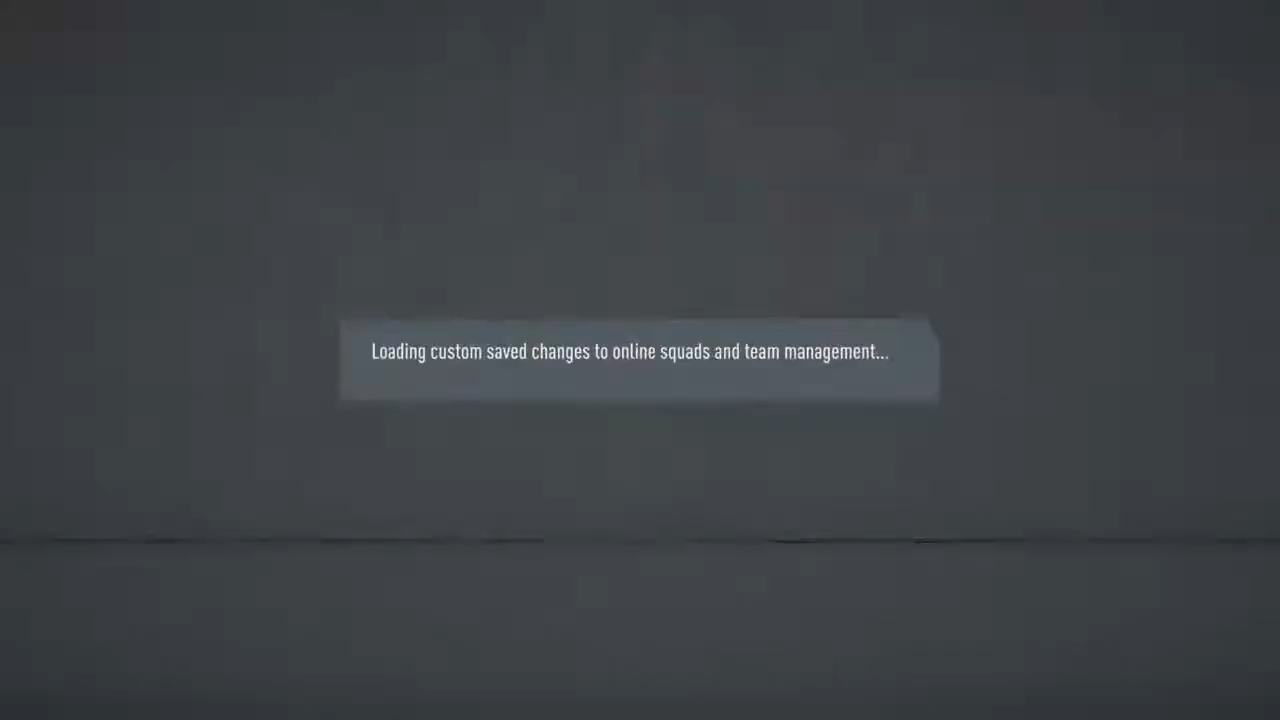 Loading custom saved changes to online squads and team management...